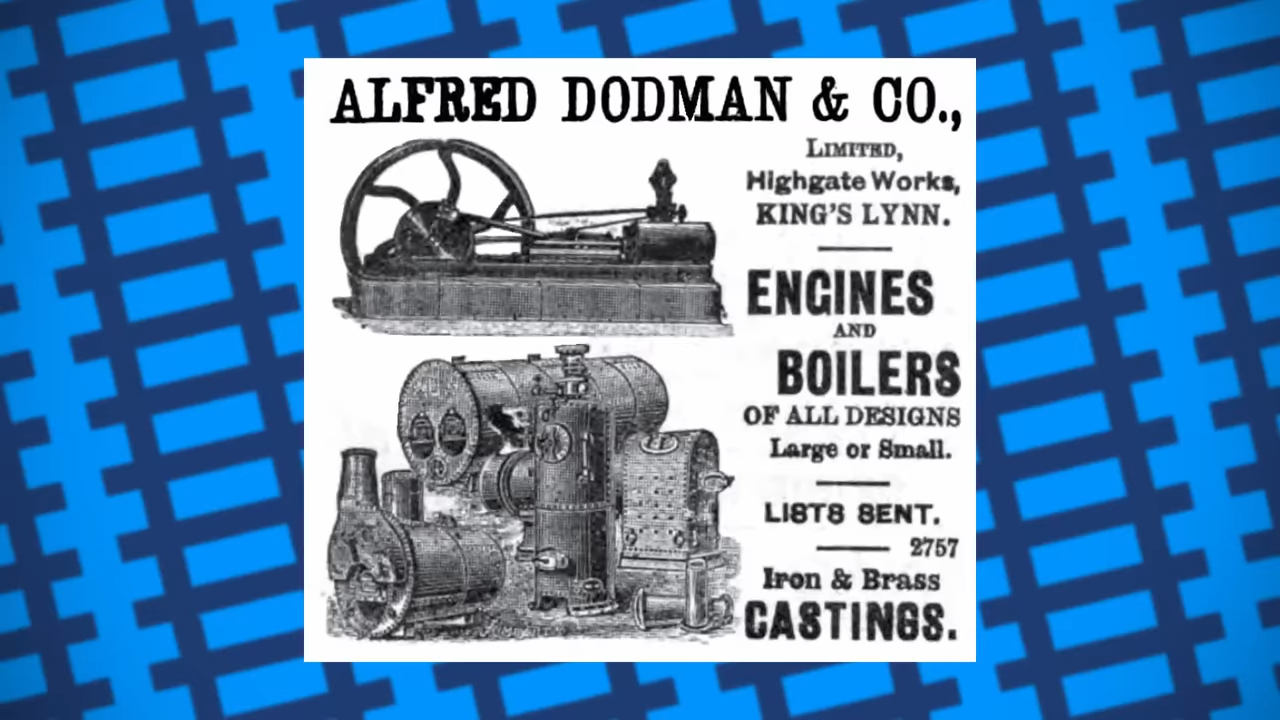 ALFRED DODMAN & CO.,
LIMITED,
Highgate Works,
KING'S LYNN.
ENGINES
AND
BOILERS
OF ALL DESIGNS
Large or Small.
LISTS SENT.
2757
Iron & Brass
CASTINGS.